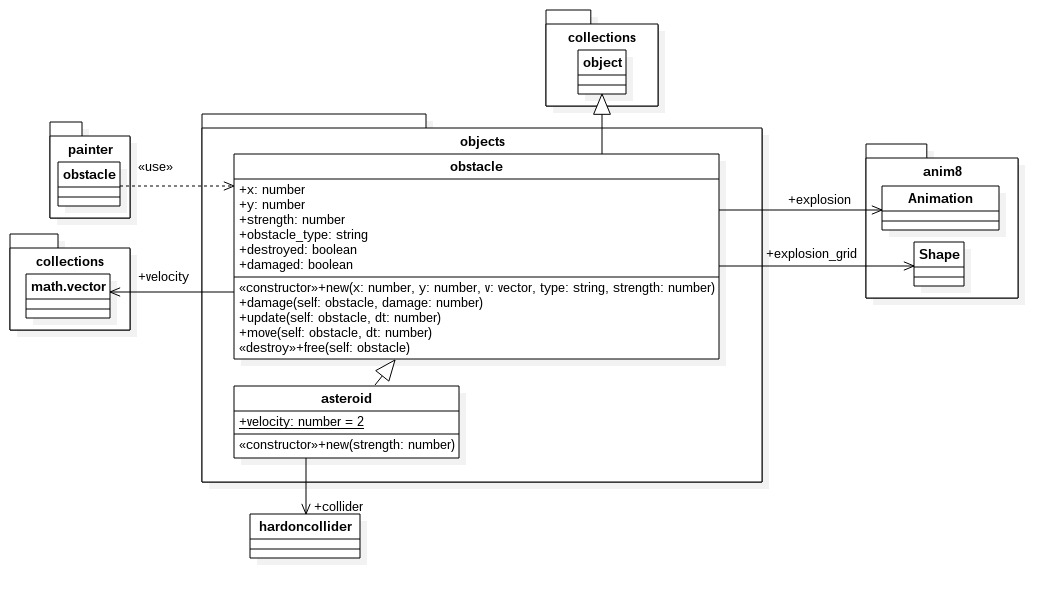 collections
object
objects
painter
obstacle
«use»
obstacle
+x: number
+y: number
+strength: number
+obstacle_type: string
+destroyed: boolean
+damaged: boolean
«constructor»+new(x: number, y: number, v: vector, type: string, strength: number)
+damage(self: obstacle, damage: number)
+update(self: obstacle, dt: number)
+move(self: obstacle, dt: number)
«destroy»+free(self: obstacle)
anim8
+explosion
Animation
+explosion_grid
Shape
collections
math.vector
+velocity
asteroid
+velocity: number = 2
«constructor»+new(strength: number)
+collider
hardoncollider